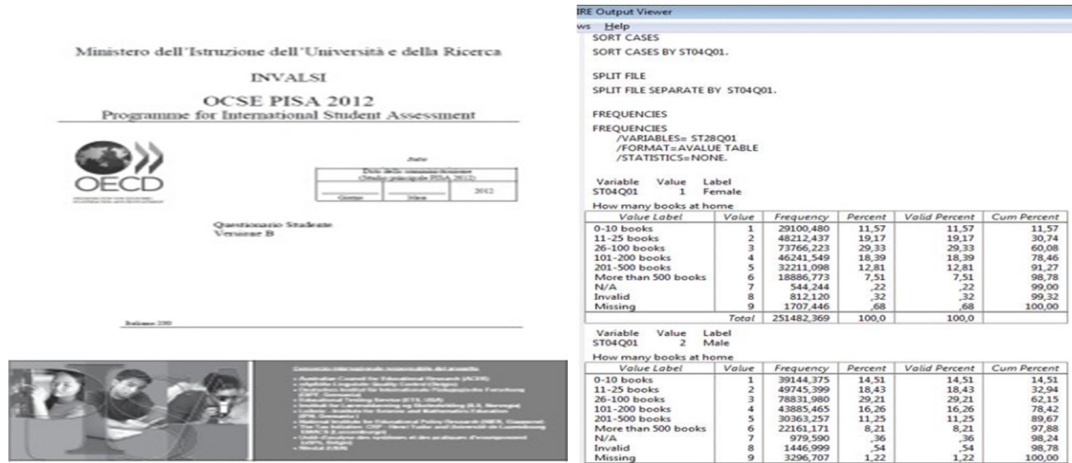 Ministero dell'Istruzione dell'Università e della Ricerca
INVALSI
OCSE PISA 2012
Programme for International Student Assessment
OECD
(Studio principale PISA 2012)
2012
Giorno Mese
Questionario Studente
Versione B
Consorzio internazionale responsabile del progetto
IRE Output Viewer
ws Help
SORT CASES
SORT CASES BY ST04Q01.
SPLIT FILE
SPLIT FILE SEPARATE BY ST04Q01.
FREQUENCIES
FREQUENCIES
/VARIABLES= ST28Q01
/FORMAT=AVALUE TABLE
/STATISTICS=NONE.
Variable Value Label
ST04Q01 1 Female
How many books at home
Value Label Value Frequency Percent Valid Percent Cum Percent
0-10 books 1 29100,480 11,57 11,57 11,57
11-25 books 2 48212,437 19,17 19,17 30,74
26-100 books 3 73766,223 29,33 29,33 60,08
101-200 books 4 46241,549 18,39 18,39 78,46
201-500 books 5 32211,098 12,81 12,81 91,27
More than 500 books 6 18886,773 7,51 7,51 98,78
N/A 7 544,244 ,22 ,22 99,00
Invalid 8 812,120 ,32 ,32 99,32
Missing 9 1707,446 ,68 ,68 100,00
Total 251482,369 100,0 100,0
Variable Value Label
ST04Q01 2 Male
How many books at home
Value Label Value Frequency Percent Valid Percent Cum Percent
0-10 books 1 39144,375 14,51 14,51 14,51
11-25 books 2 49745,399 18,43 18,43 32,94
26-100 books 3 78831,980 29,21 29,21 62,15
101-200 books 4 43885,465 16,26 16,26 78,42
201-500 books 5 30363,257 11,25 11,25 89,67
More than 500 books 6 22161,171 8,21 8,21 97,88
N/A 7 979,590 ,36 ,36 98,24
Invalid 8 1446,999 ,54 ,54 98,78
Missing 9 3296,707 1,22 1,22 100,00